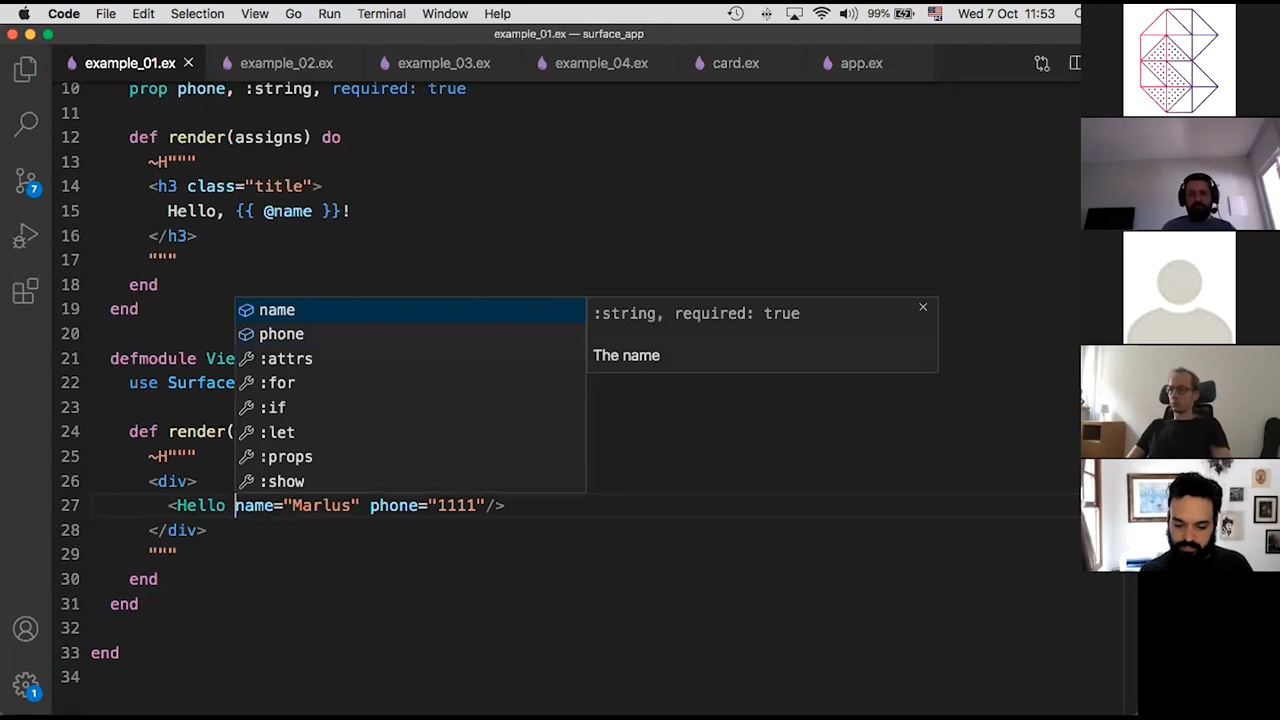 Code File Edit Selection View Go Run Terminal Window Help 99% Wed 7 Oct 11:53
example_01.ex — surface_app
example_01.ex example_02.ex example_03.ex example_04.ex card.ex app.ex
10 prop phone, :string, required: true
11
12 def render(assigns) do
13 ~H"""
14 <h3 class="title">
15 Hello, {{ @name }}!
16 </h3>
17 """
18 end
19 end
20
21 defmodule Vie
22 use Surface
23
24 def render(
25 ~H"""
26 <div>
27 <Hello name="Marlus" phone="1111"/>
28 </div>
29 """
30 end
31 end
32
33 end
34
name
phone
:attrs
:for
:if
:let
:props
:show
:string, required: true
The name
7
1